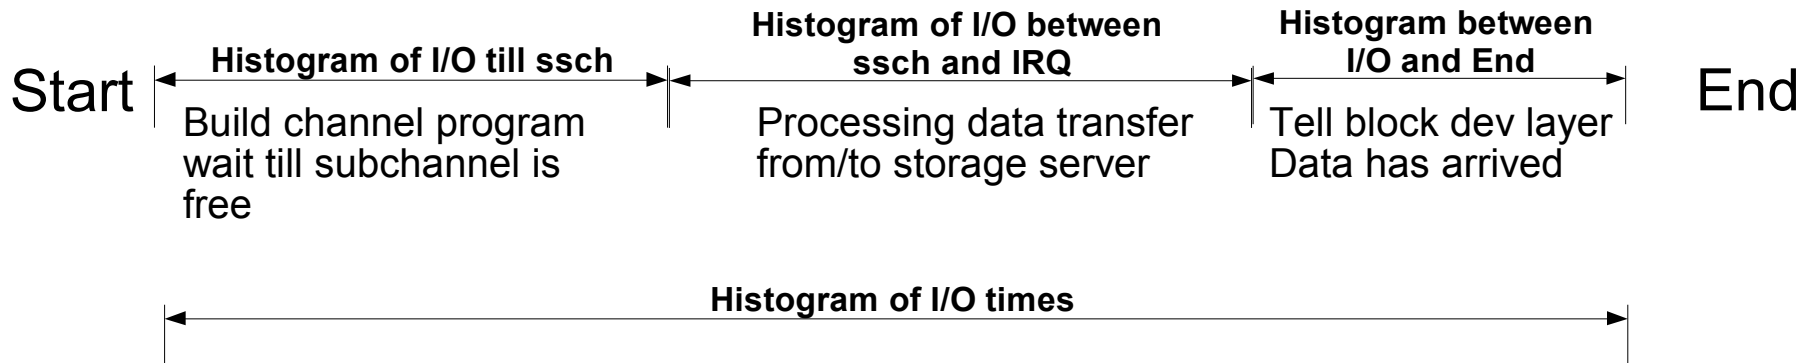 Start
Histogram of I/O till ssch
Build channel program
wait till subchannel is
free
Histogram of I/O between
ssch and IRQ
Processing data transfer
from/to storage server
Histogram between
I/O and End
Tell block dev layer
Data has arrived
End
Histogram of I/O times